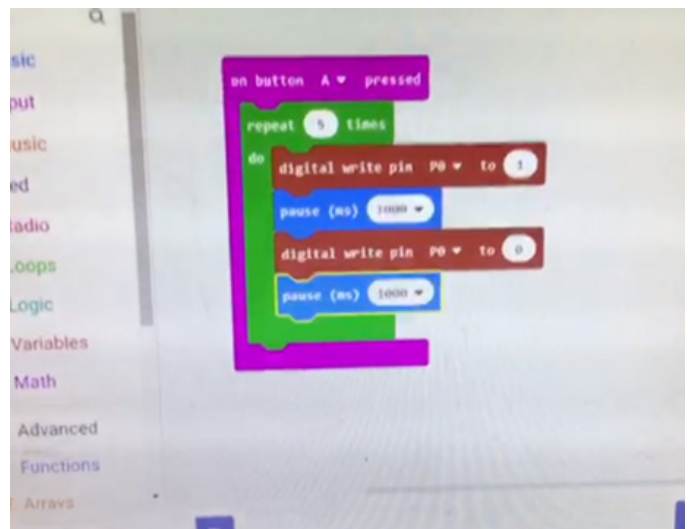 sic
put
usic
ed
adio
oops
Logic
Variables
Math
Advanced
Functions
Arrays
on button A pressed
repeat 5 times
do
digital write pin P0 to 1
pause (ms) 1000
digital write pin P0 to 0
pause (ms) 1000